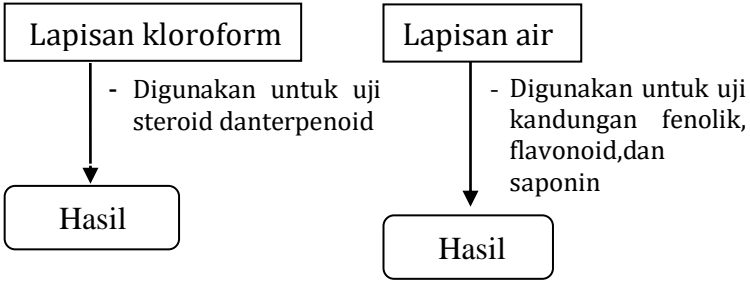 Lapisan kloroform
- Digunakan untuk uji
steroid danterpenoid
Hasil
Lapisan air
- Digunakan untuk uji
kandungan fenolik,
flavonoid,dan
saponin
Hasil